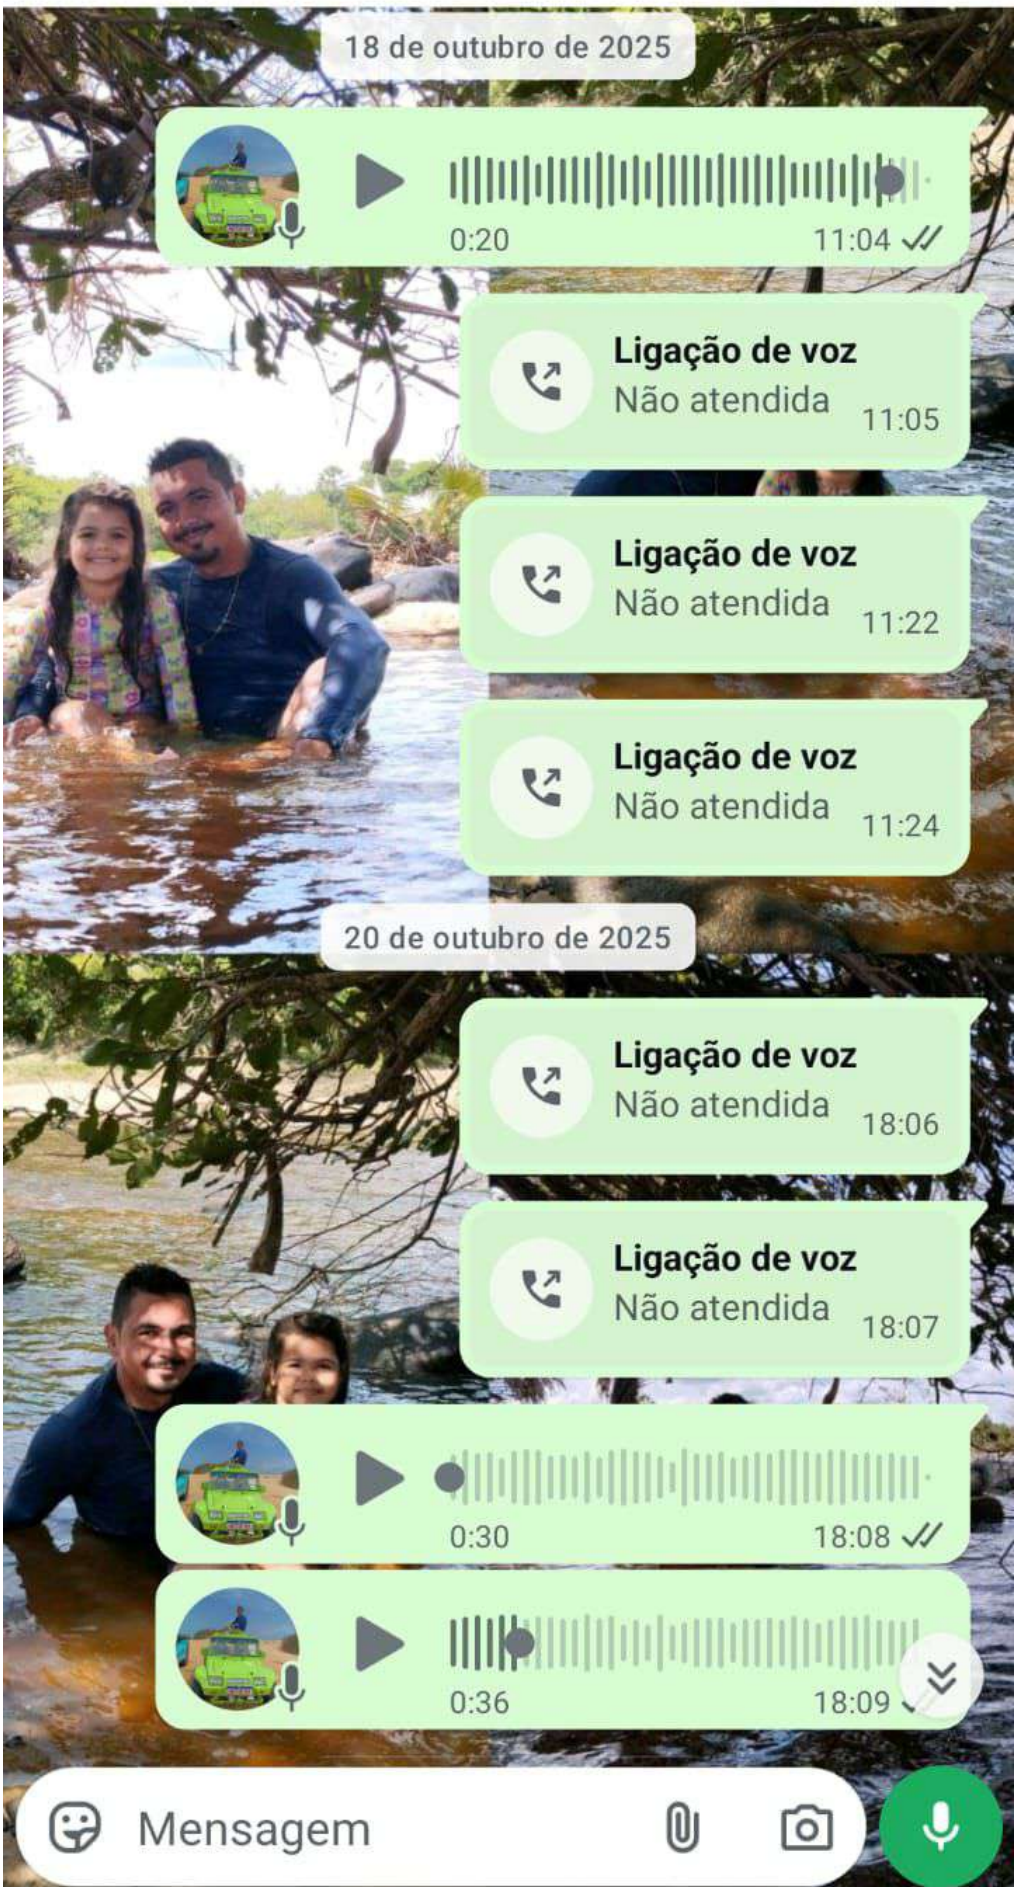 18 de outubro de 2025
0:20 11:04
Ligação de voz
Não atendida 11:05
Ligação de voz
Não atendida 11:22
Ligação de voz
Não atendida 11:24
20 de outubro de 2025
Ligação de voz
Não atendida 18:06
Ligação de voz
Não atendida 18:07
0:30 18:08
0:36 18:09
Mensagem